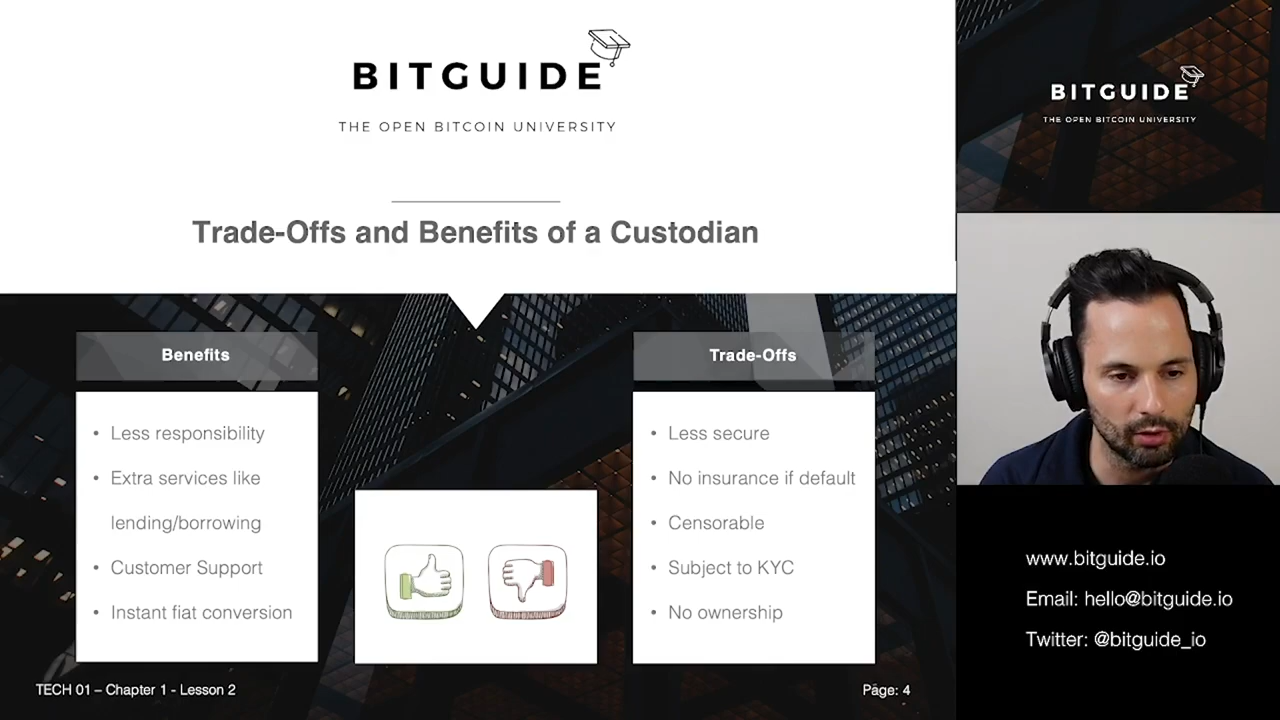 BITGUIDE
THE OPEN BITCOIN UNIVERSITY
Trade-Offs and Benefits of a Custodian
Benefits
• Less responsibility
• Extra services like
lending/borrowing
• Customer Support
• Instant fiat conversion
Trade-Offs
• Less secure
• No insurance if default
• Censorable
• Subject to KYC
• No ownership
TECH 01 – Chapter 1 - Lesson 2
Page: 4
BITGUIDE
THE OPEN BITCOIN UNIVERSITY
www.bitguide.io
Email: hello@bitguide.io
Twitter: @bitguide_io